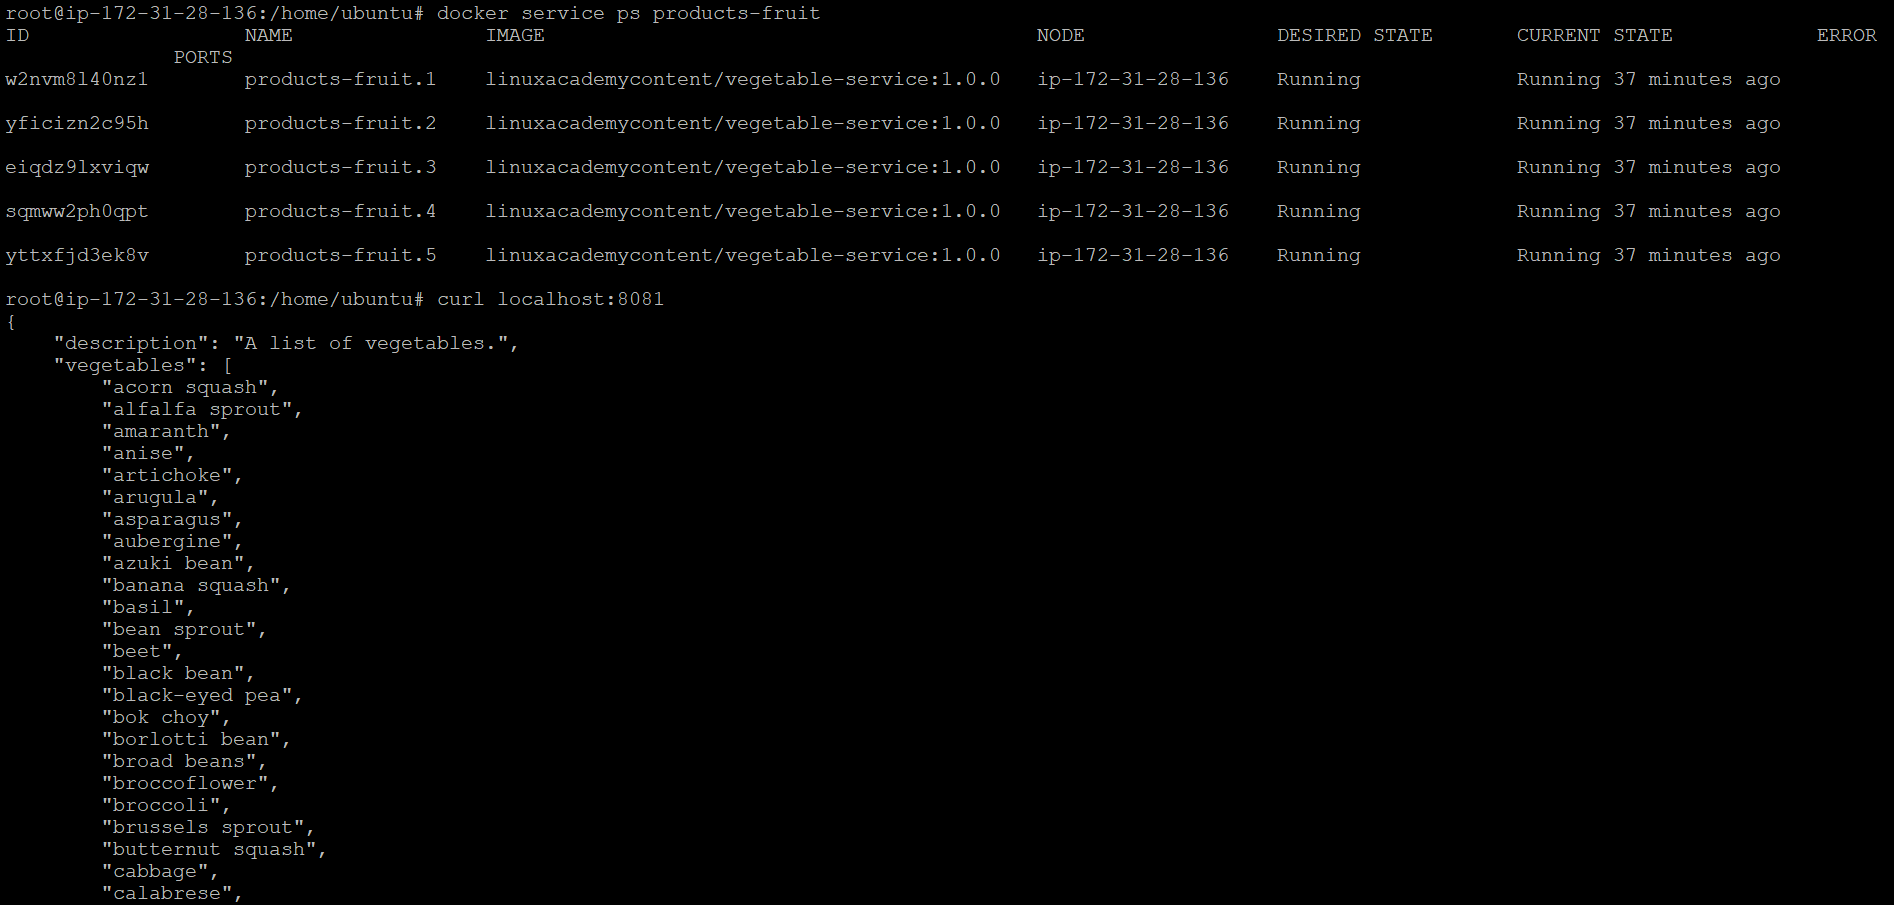 root@ip-172-31-28-136:/home/ubuntu# docker service ps products-fruit
ID                  NAME                IMAGE                                         NODE                DESIRED STATE       CURRENT STATE            ERROR
              PORTS
w2nvm8l40nz1        products-fruit.1    linuxacademycontent/vegetable-service:1.0.0   ip-172-31-28-136    Running             Running 37 minutes ago
yficizn2c95h        products-fruit.2    linuxacademycontent/vegetable-service:1.0.0   ip-172-31-28-136    Running             Running 37 minutes ago
eiqdz9lxviqw        products-fruit.3    linuxacademycontent/vegetable-service:1.0.0   ip-172-31-28-136    Running             Running 37 minutes ago
sqmww2ph0qpt        products-fruit.4    linuxacademycontent/vegetable-service:1.0.0   ip-172-31-28-136    Running             Running 37 minutes ago
yttxfjd3ek8v        products-fruit.5    linuxacademycontent/vegetable-service:1.0.0   ip-172-31-28-136    Running             Running 37 minutes ago
root@ip-172-31-28-136:/home/ubuntu# curl localhost:8081
{
    "description": "A list of vegetables.",
    "vegetables": [
        "acorn squash",
        "alfalfa sprout",
        "amaranth",
        "anise",
        "artichoke",
        "arugula",
        "asparagus",
        "aubergine",
        "azuki bean",
        "banana squash",
        "basil",
        "bean sprout",
        "beet",
        "black bean",
        "black-eyed pea",
        "bok choy",
        "borlotti bean",
        "broad beans",
        "broccoflower",
        "broccoli",
        "brussels sprout",
        "butternut squash",
        "cabbage",
        "calabrese",